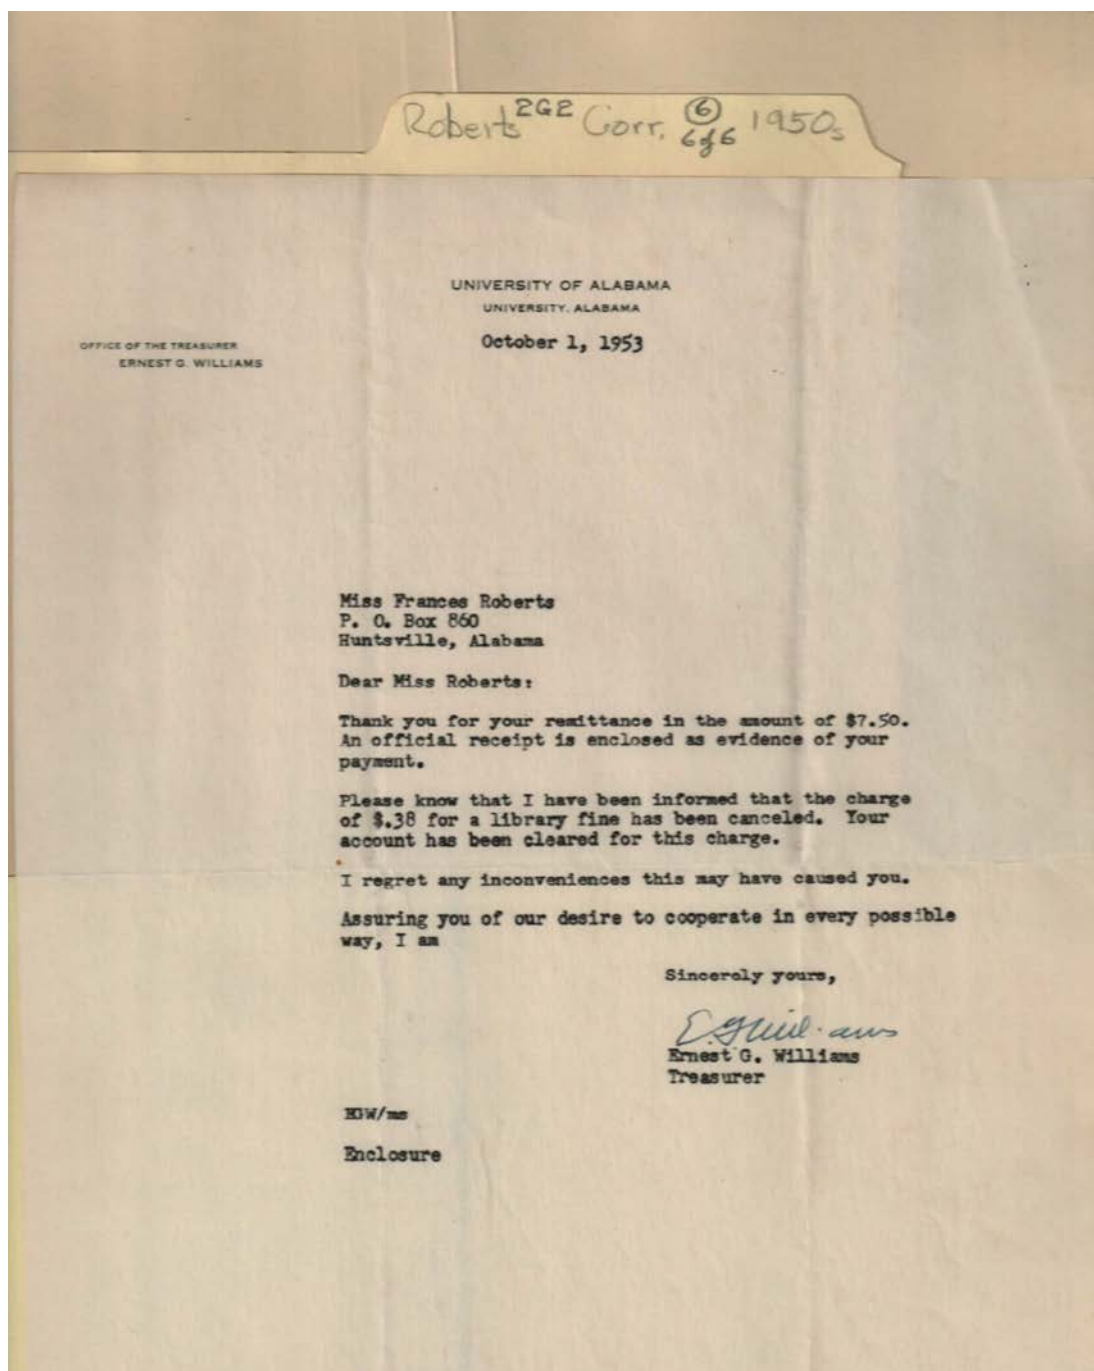 Roberts 2G2 Corr. 6 1950s
6 of 6
UNIVERSITY OF ALABAMA
UNIVERSITY, ALABAMA
OFFICE OF THE TREASURER
ERNEST G. WILLIAMS
October 1, 1953
Miss Frances Roberts
P. O. Box 860
Huntsville, Alabama
Dear Miss Roberts:
Thank you for your remittance in the amount of $7.50.
An official receipt is enclosed as evidence of your
payment.
Please know that I have been informed that the charge
of $.38 for a library fine has been canceled. Your
account has been cleared for this charge.
I regret any inconveniences this may have caused you.
Assuring you of our desire to cooperate in every possible
way, I am
Sincerely yours,
E. G. Williams
Ernest G. Williams
Treasurer
EGW/ms
Enclosure